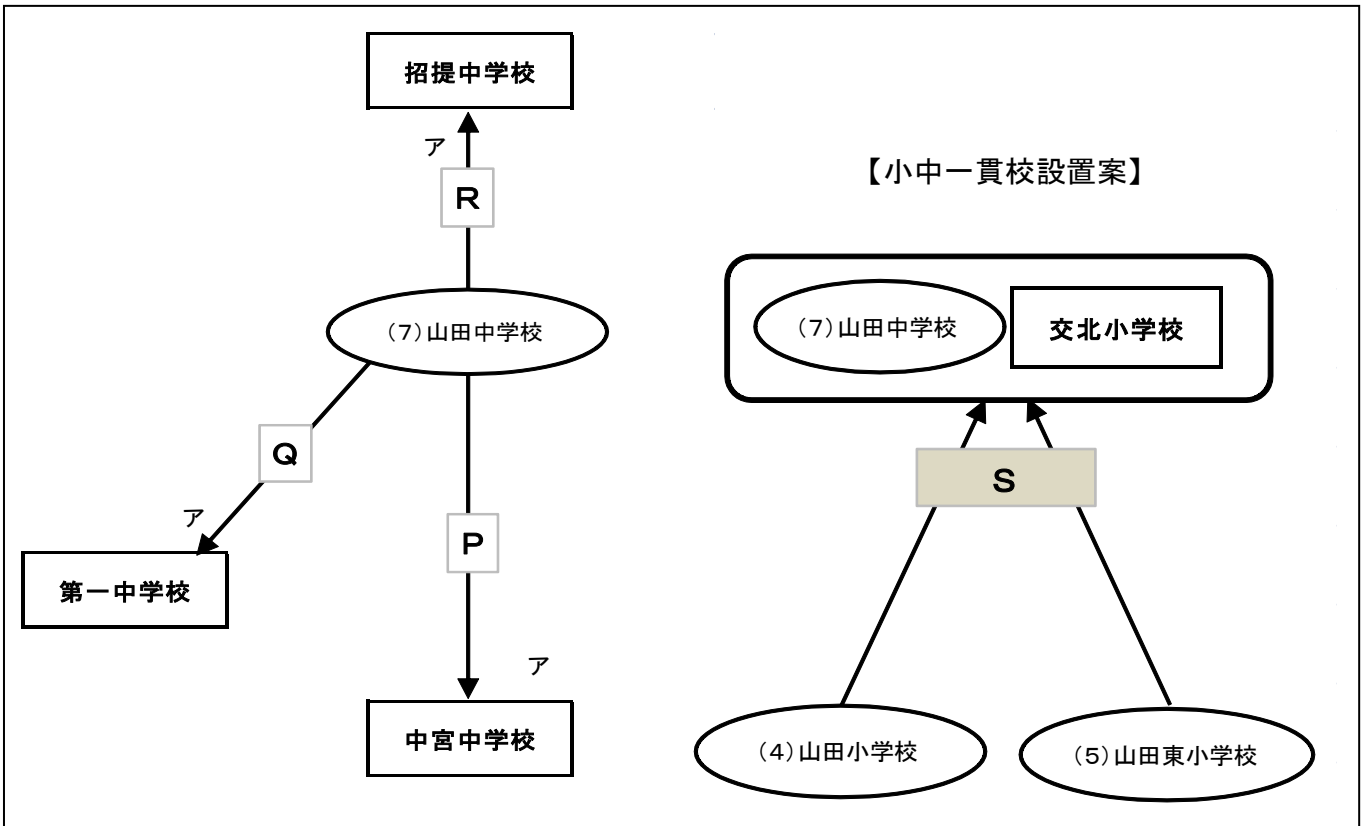 招提中学校
ア
R
(7)山田中学校
Q
ア
第一中学校
P
ア
中宮中学校
【小中一貫校設置案】
(7)山田中学校
交北小学校
S
(4)山田小学校
(5)山田東小学校